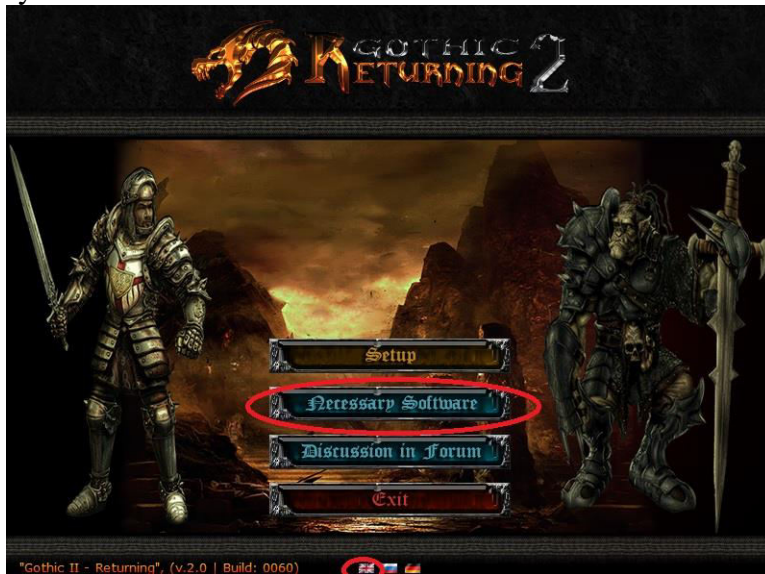 GOTHIC 2
RETURNING
Setup
Necessary Software
Discussion in Forum
Exit
"Gothic II - Returning", (v.2.0 | Build: 0060)